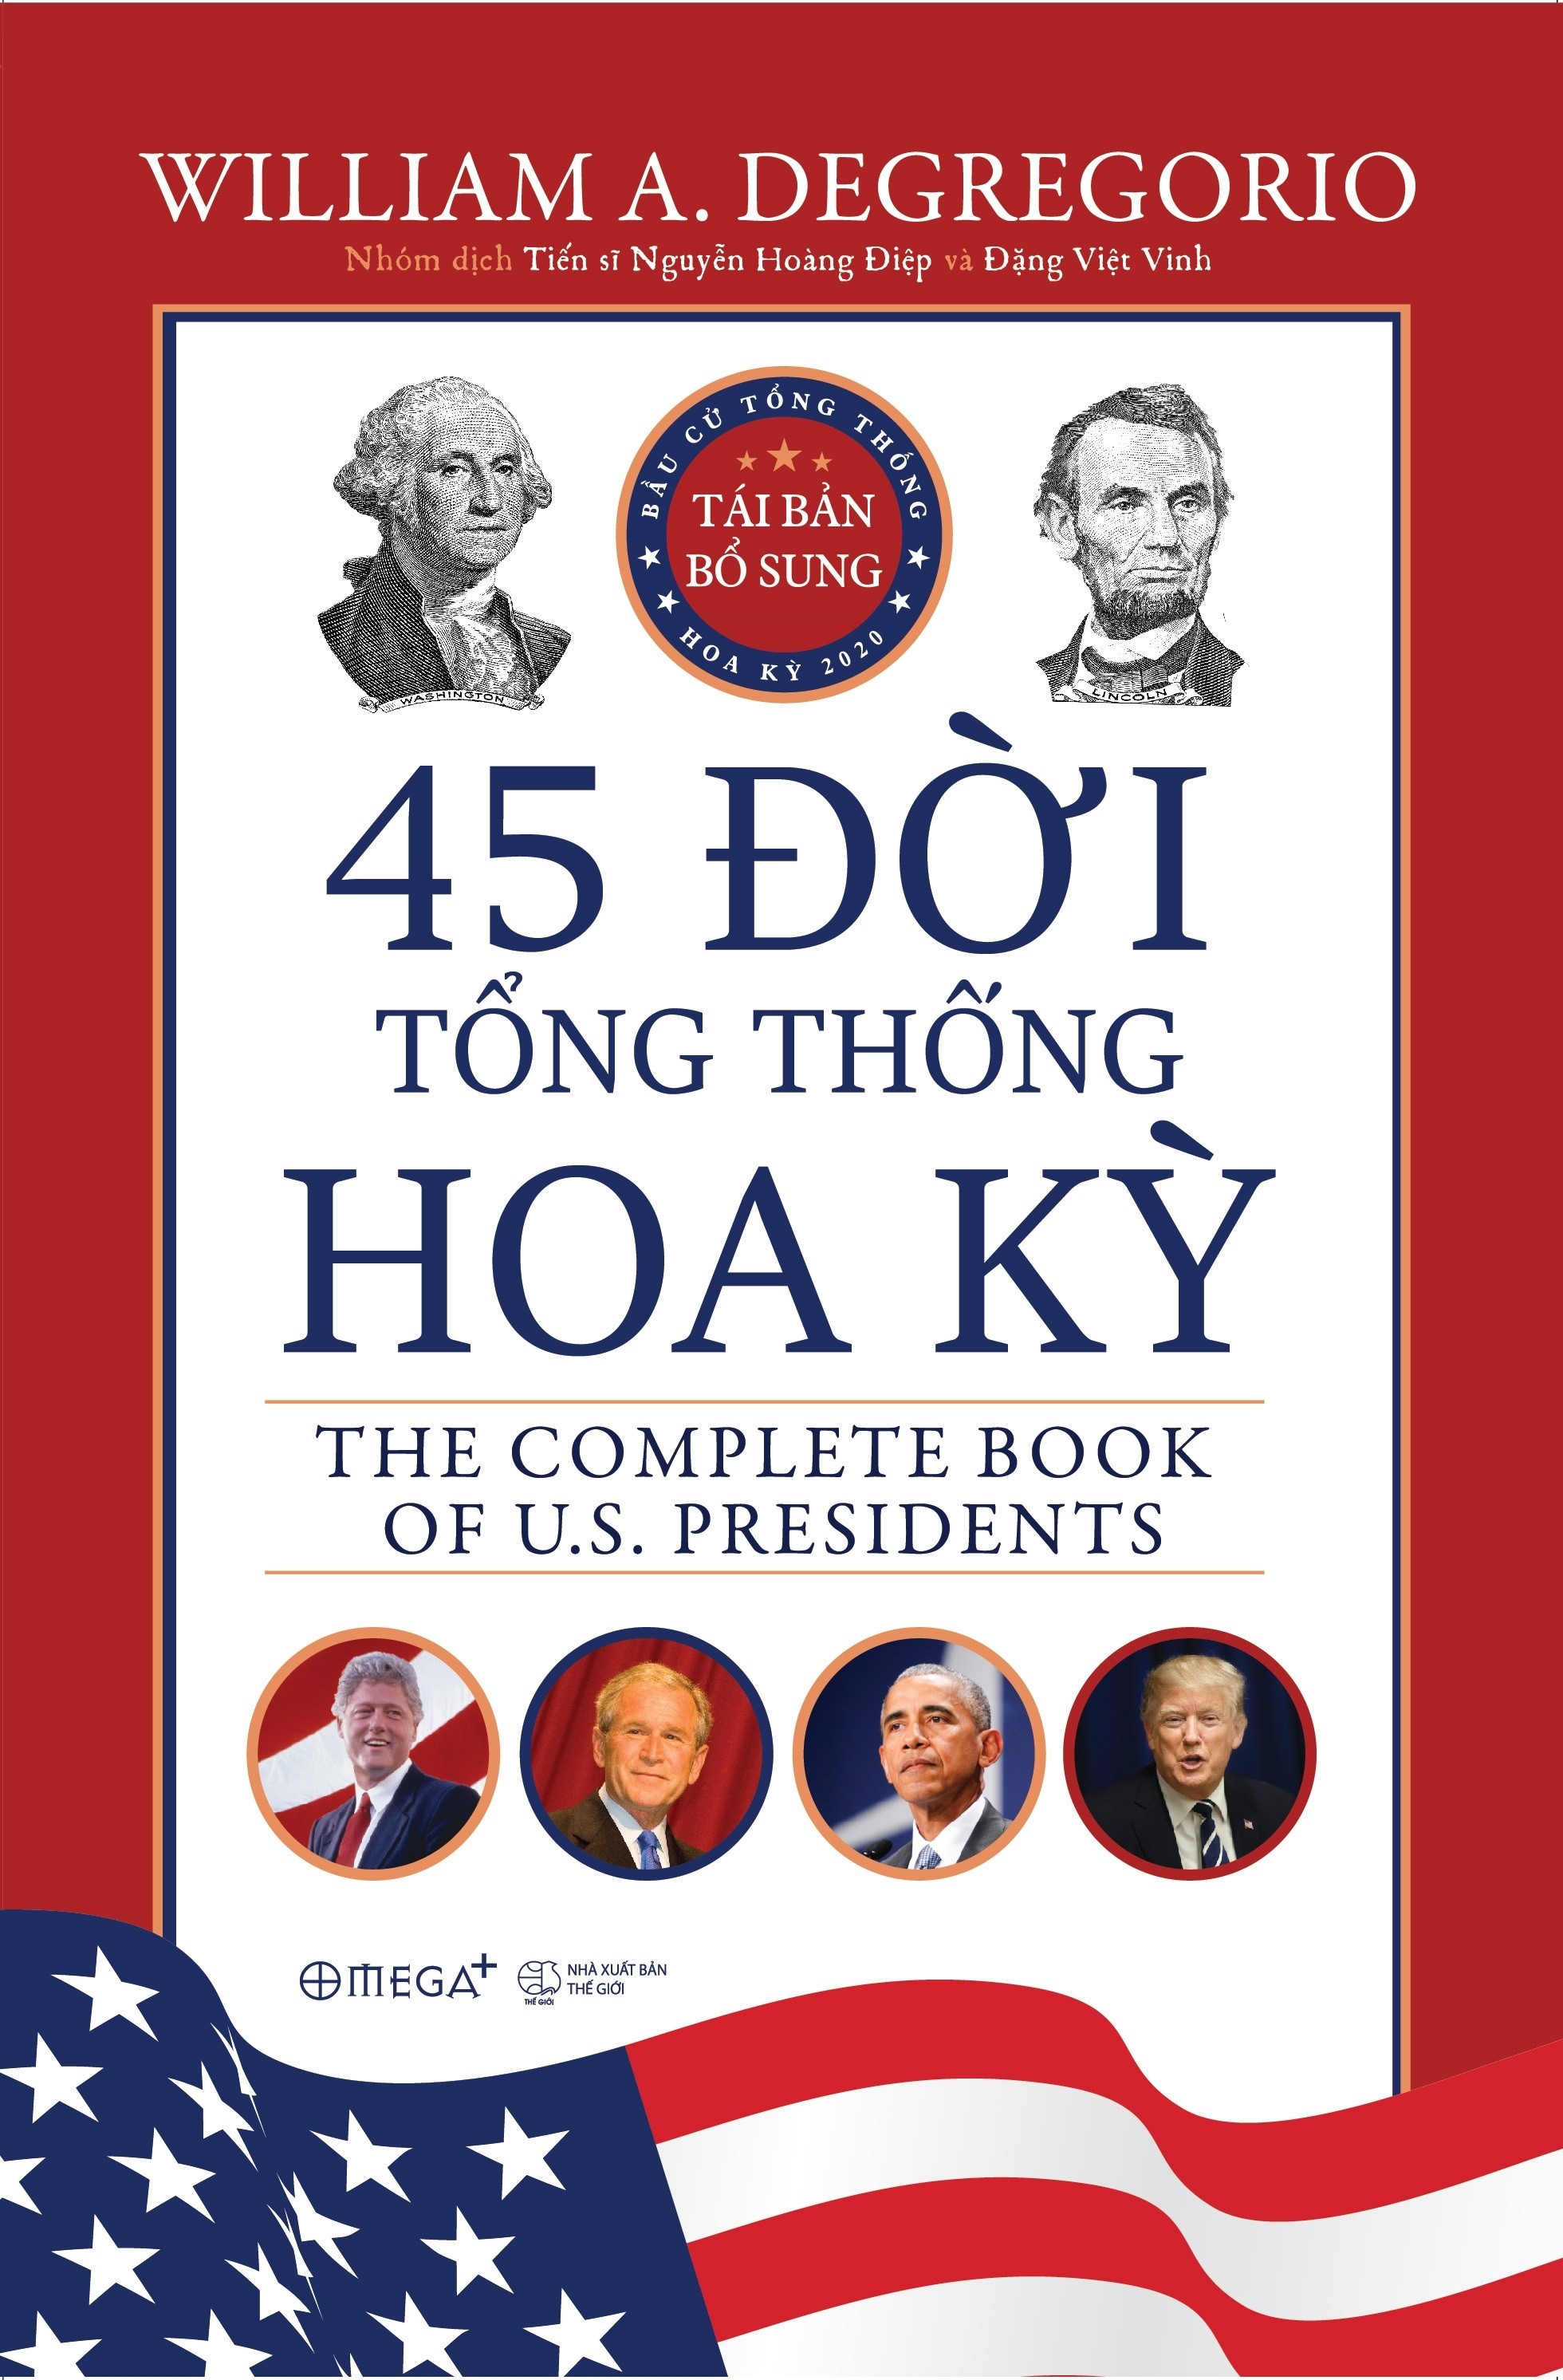 WILLIAM A. DEGREGORIO
Nhóm dịch Tiến sĩ Nguyễn Hoàng Điệp và Đặng Việt Vinh
WASHINGTON
BẦU CỬ TỔNG THỐNG
TÁI BẢN
BỔ SUNG
HOA KỲ 2020
LINCOLN
45 ĐỜI
TỔNG THỐNG
HOA KỲ
THE COMPLETE BOOK
OF U.S. PRESIDENTS
OMEGA+
THẾ GIỚI
NHÀ XUẤT BẢN
THẾ GIỚI